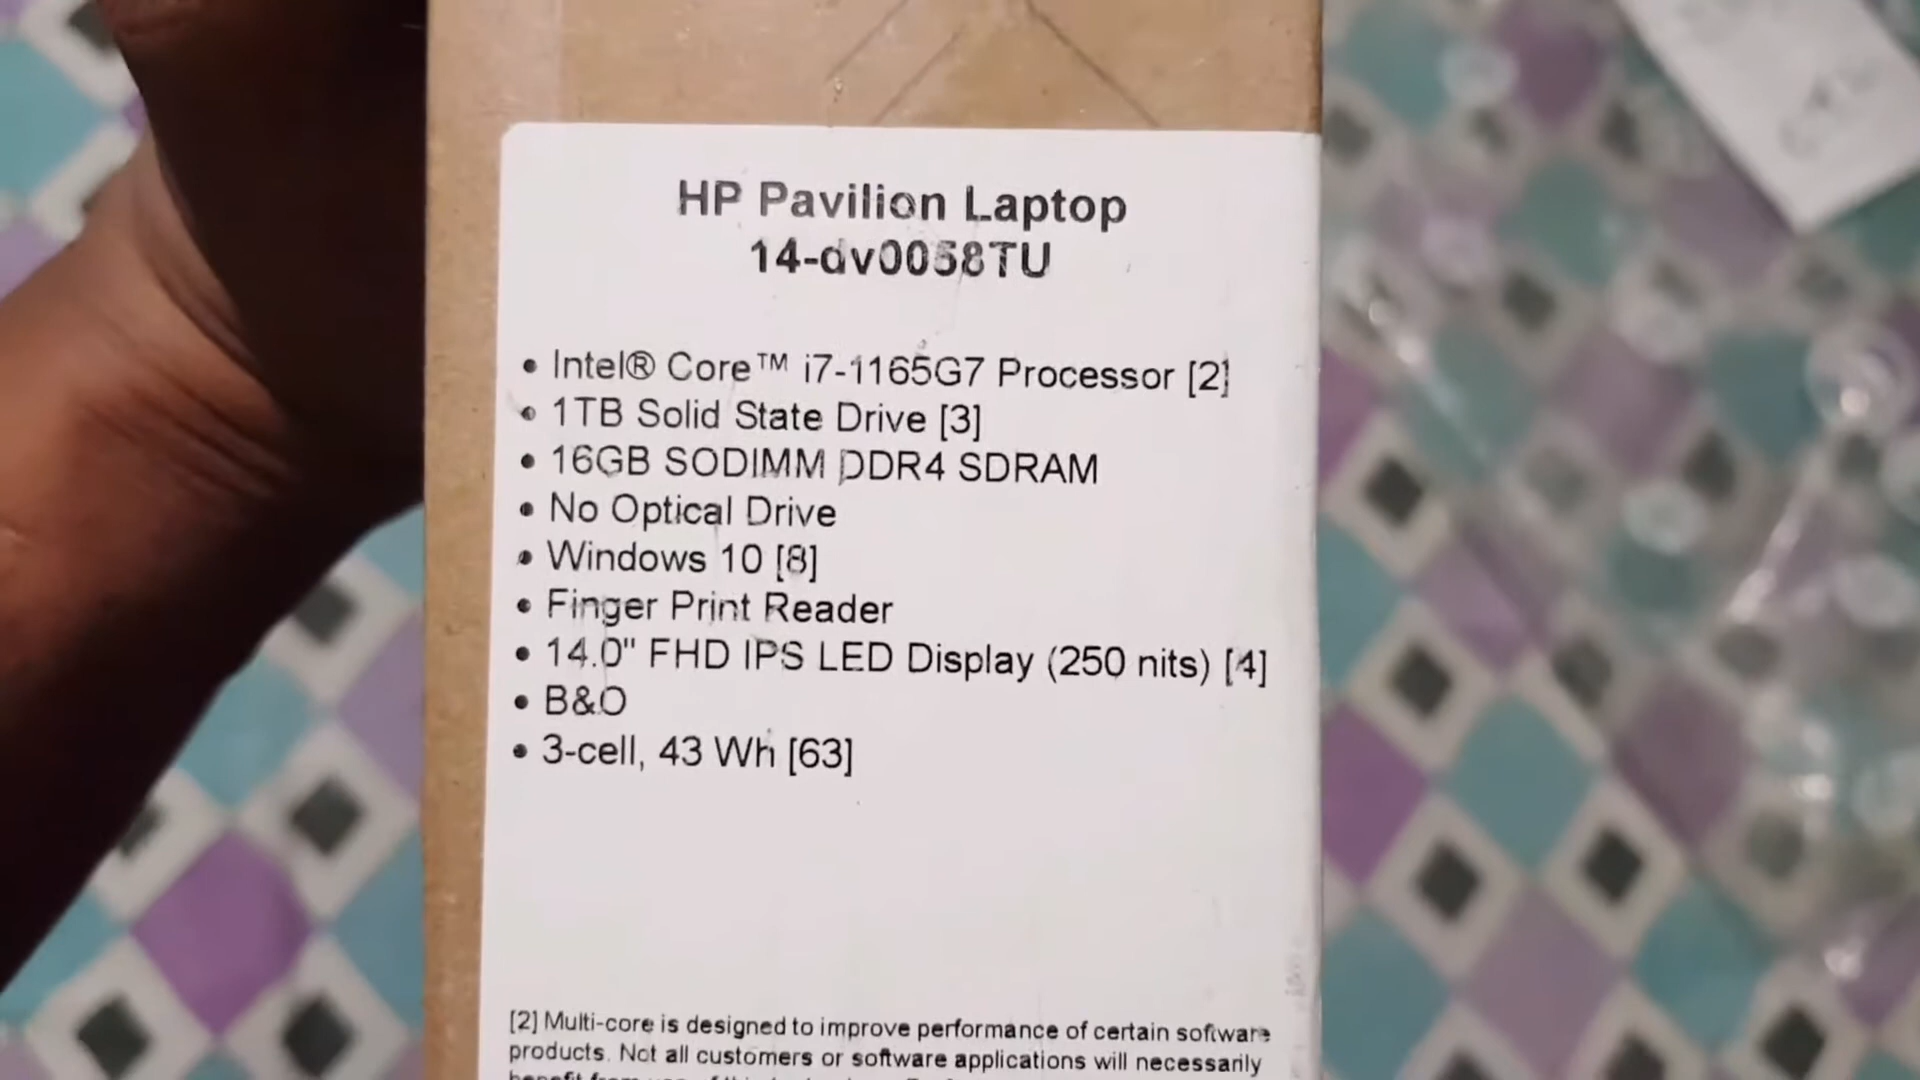 HP Pavilion Laptop
14-dv0058TU
• Intel® Core™ i7-1165G7 Processor [2]
• 1TB Solid State Drive [3]
• 16GB SODIMM DDR4 SDRAM
• No Optical Drive
• Windows 10 [8]
• Finger Print Reader
• 14.0" FHD IPS LED Display (250 nits) [4]
• B&O
• 3-cell, 43 Wh [63]
[2] Multi-core is designed to improve performance of certain software
products. Not all customers or software applications will necessarily